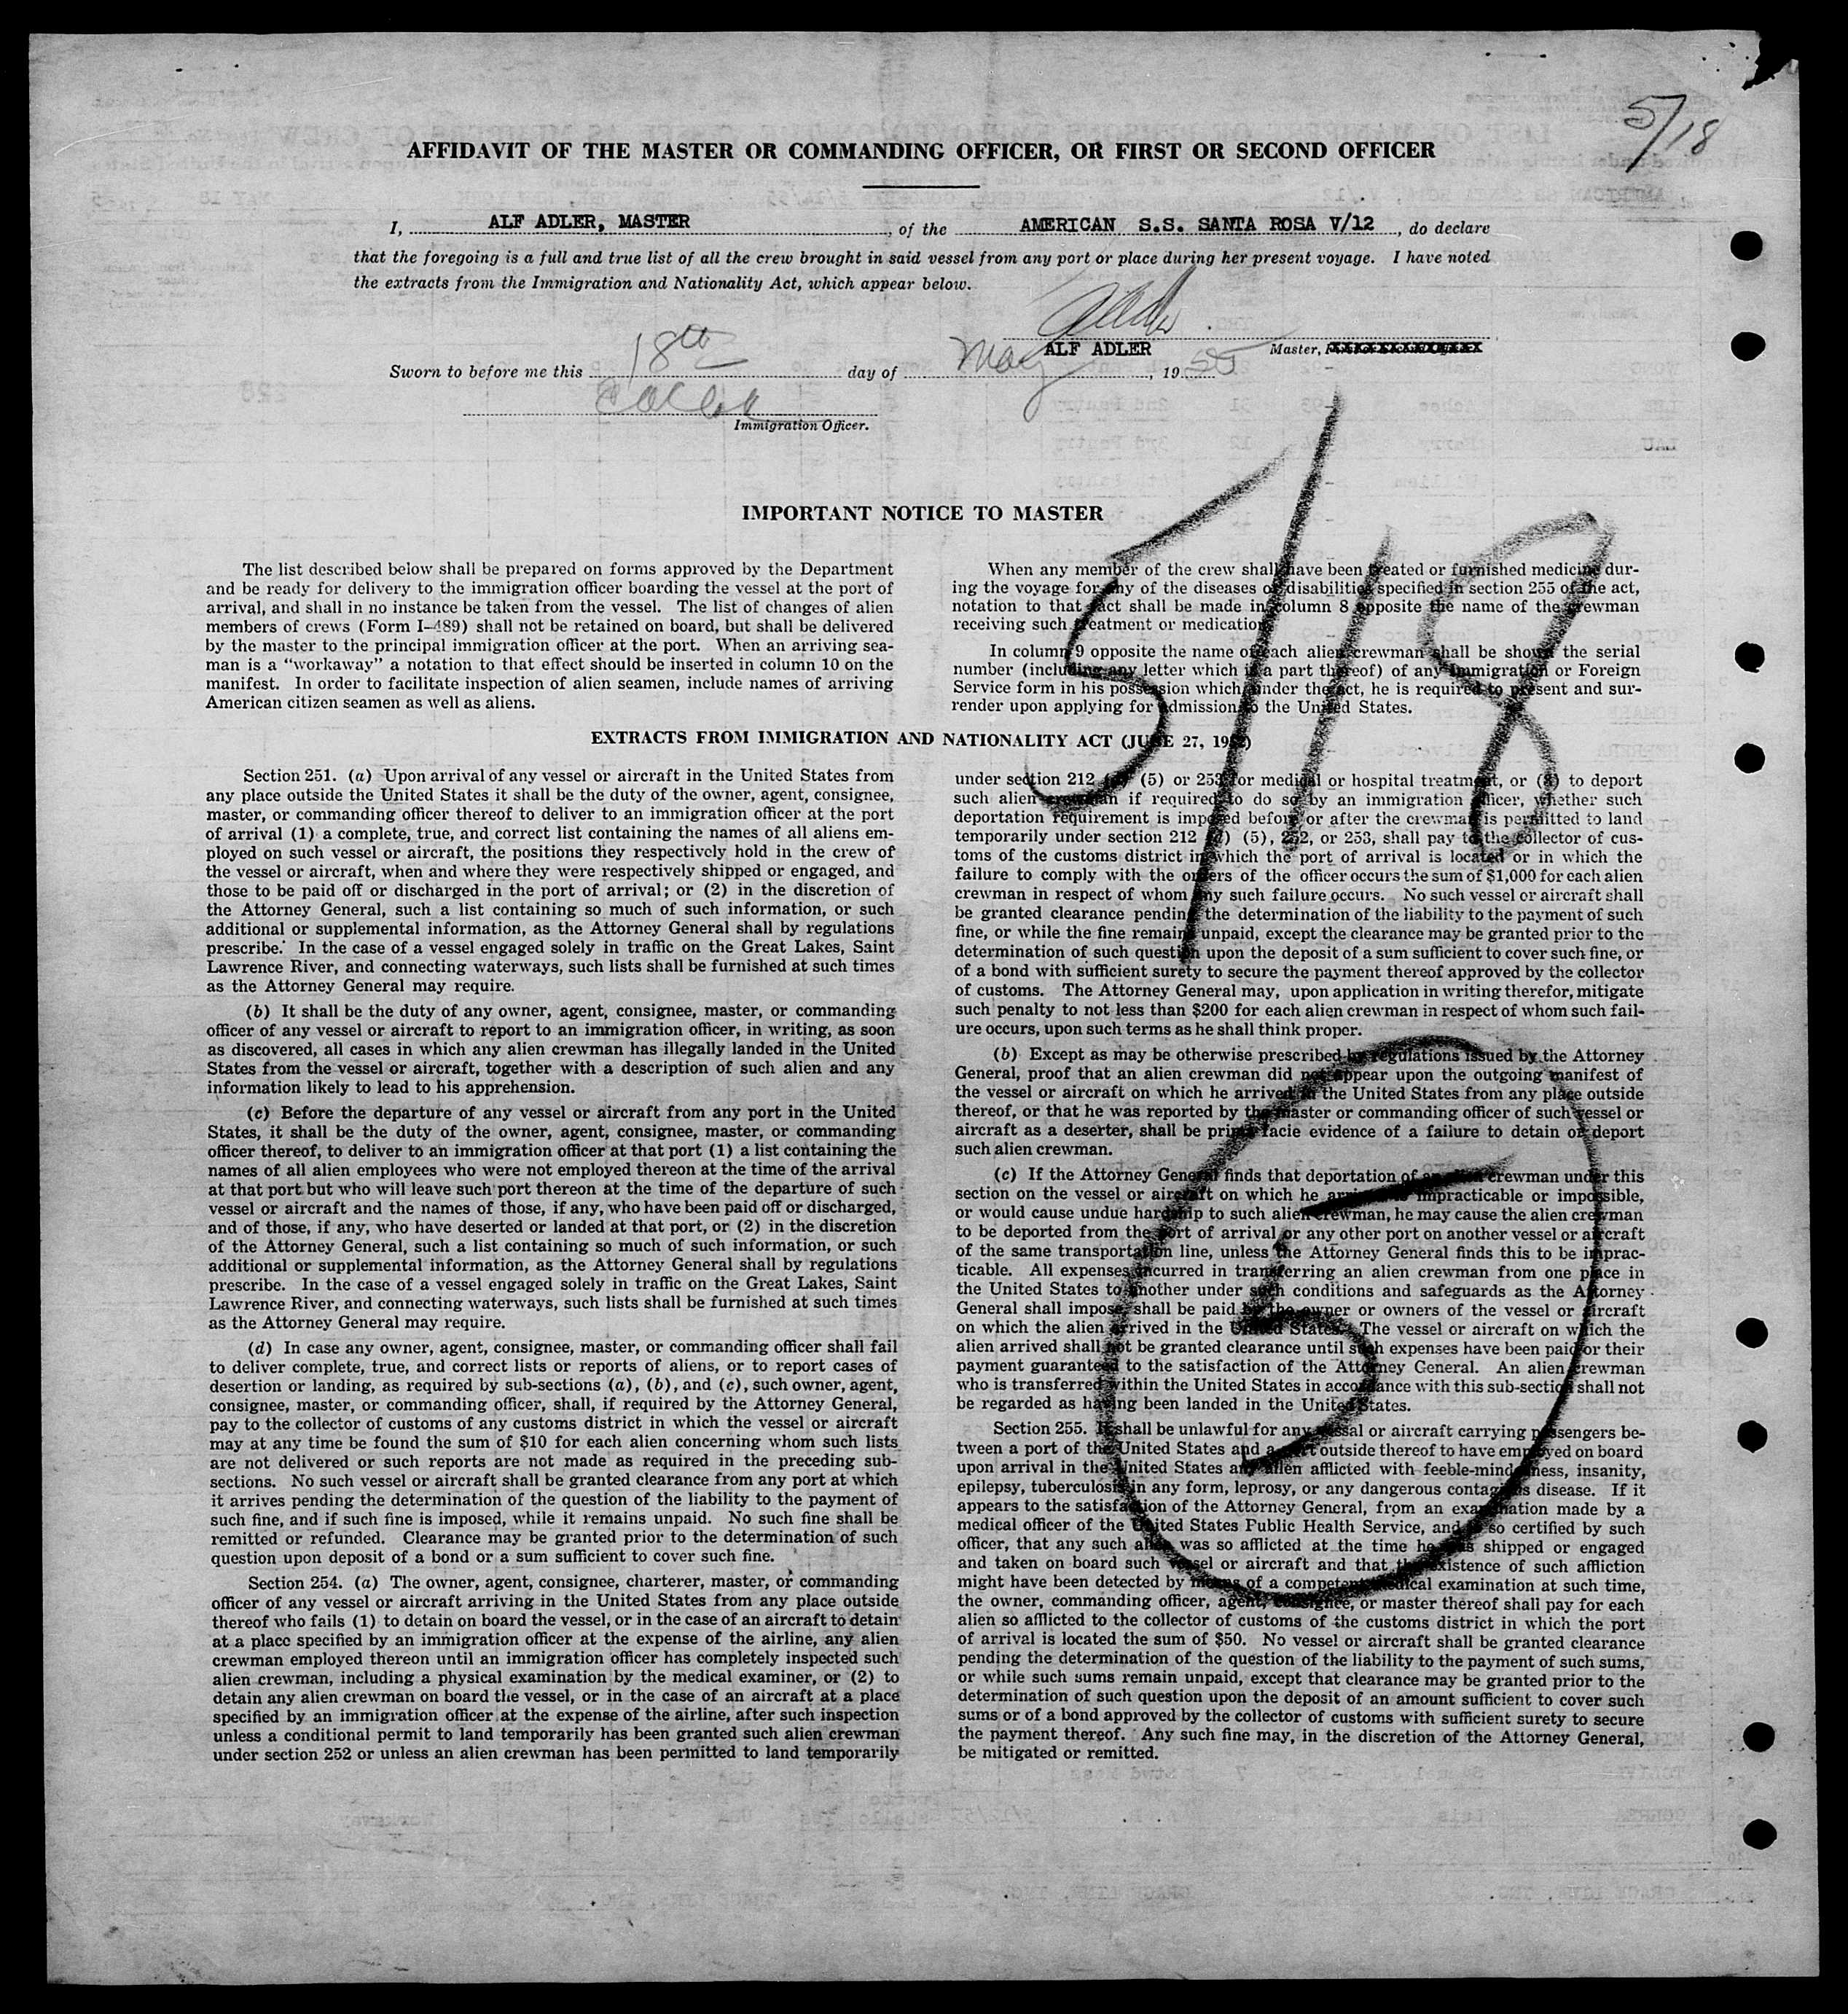 5/18
AFFIDAVIT OF THE MASTER OR COMMANDING OFFICER, OR FIRST OR SECOND OFFICER
I, ALF ADLER, MASTER, of the AMERICAN S.S. SANTA ROSA V/12, do declare
that the foregoing is a full and true list of all the crew brought in said vessel from any port or place during her present voyage. I have noted
the extracts from the Immigration and Nationality Act, which appear below.
ALF ADLER Master,
Sworn to before me this 18th day of May, 1955
Immigration Officer.
IMPORTANT NOTICE TO MASTER
The list described below shall be prepared on forms approved by the Department
and be ready for delivery to the immigration officer boarding the vessel at the port of
arrival, and shall in no instance be taken from the vessel. The list of changes of alien
members of crews (Form I-489) shall not be retained on board, but shall be delivered
by the master to the principal immigration officer at the port. When an arriving sea-
man is a "workaway" a notation to that effect should be inserted in column 10 on the
manifest. In order to facilitate inspection of alien seamen, include names of arriving
American citizen seamen as well as aliens.
When any member of the crew shall have been treated or furnished medicine dur-
ing the voyage for any of the diseases or disabilities specified in section 255 of the act,
notation to that fact shall be made in column 8 opposite the name of the crewman
receiving such treatment or medication.
In column 9 opposite the name of each alien crewman shall be shown the serial
number (including any letter which is a part thereof) of any Immigration or Foreign
Service form in his possession which, under the act, he is required to present and sur-
render upon applying for admission to the United States.
5/18
EXTRACTS FROM IMMIGRATION AND NATIONALITY ACT (JUNE 27, 1952)
Section 251. (a) Upon arrival of any vessel or aircraft in the United States from
any place outside the United States it shall be the duty of the owner, agent, consignee,
master, or commanding officer thereof to deliver to an immigration officer at the port
of arrival (1) a complete, true, and correct list containing the names of all aliens em-
ployed on such vessel or aircraft, the positions they respectively hold in the crew of
the vessel or aircraft, when and where they were respectively shipped or engaged, and
those to be paid off or discharged in the port of arrival; or (2) in the discretion of
the Attorney General, such a list containing so much of such information, or such
additional or supplemental information, as the Attorney General shall by regulations
prescribe. In the case of a vessel engaged solely in traffic on the Great Lakes, Saint
Lawrence River, and connecting waterways, such lists shall be furnished at such times
as the Attorney General may require.
(b) It shall be the duty of any owner, agent, consignee, master, or commanding
officer of any vessel or aircraft to report to an immigration officer, in writing, as soon
as discovered, all cases in which any alien crewman has illegally landed in the United
States from the vessel or aircraft, together with a description of such alien and any
information likely to lead to his apprehension.
(c) Before the departure of any vessel or aircraft from any port in the United
States, it shall be the duty of the owner, agent, consignee, master, or commanding
officer thereof, to deliver to an immigration officer at that port (1) a list containing the
names of all alien employees who were not employed thereon at the time of the arrival
at that port but who will leave such port thereon at the time of the departure of such
vessel or aircraft and the names of those, if any, who have been paid off or discharged,
and of those, if any, who have deserted or landed at that port, or (2) in the discretion
of the Attorney General, such a list containing so much of such information, or such
additional or supplemental information, as the Attorney General shall by regulations
prescribe. In the case of a vessel engaged solely in traffic on the Great Lakes, Saint
Lawrence River, and connecting waterways, such lists shall be furnished at such times
as the Attorney General may require.
(d) In case any owner, agent, consignee, master, or commanding officer shall fail
to deliver complete, true, and correct lists or reports of aliens, or to report cases of
desertion or landing, as required by sub-sections (a), (b), and (c), such owner, agent,
consignee, master, or commanding officer, shall, if required by the Attorney General,
pay to the collector of customs of any customs district in which the vessel or aircraft
may at any time be found the sum of $10 for each alien concerning whom such lists
are not delivered or such reports are not made as required in the preceding sub-
sections. No such vessel or aircraft shall be granted clearance from any port at which
it arrives pending the determination of the question of the liability to the payment of
such fine, and if such fine is imposed, while it remains unpaid. No such fine shall be
remitted or refunded. Clearance may be granted prior to the determination of such
question upon deposit of a bond or a sum sufficient to cover such fine.
Section 254. (a) The owner, agent, consignee, charterer, master, or commanding
officer of any vessel or aircraft arriving in the United States from any place outside
thereof who fails (1) to detain on board the vessel, or in the case of an aircraft to detain
at a place specified by an immigration officer at the expense of the airline, any alien
crewman employed thereon until an immigration officer has completely inspected such
alien crewman, including a physical examination by the medical examiner, or (2) to
detain any alien crewman on board the vessel, or in the case of an aircraft at a place
specified by an immigration officer at the expense of the airline, after such inspection
unless a conditional permit to land temporarily has been granted such alien crewman
under section 252 or unless an alien crewman has been permitted to land temporarily
under section 212 (d) (5) or 253 for medical or hospital treatment, or (3) to deport
such alien crewman if required to do so by an immigration officer, whether such
deportation requirement is imposed before or after the crewman is permitted to land
temporarily under section 212 (d) (5), 252, or 253, shall pay to the collector of cus-
toms of the customs district in which the port of arrival is located or in which the
failure to comply with the orders of the officer occurs the sum of $1,000 for each alien
crewman in respect of whom any such failure occurs. No such vessel or aircraft shall
be granted clearance pending the determination of the liability to the payment of such
fine, or while the fine remains unpaid, except the clearance may be granted prior to the
determination of such question upon the deposit of a sum sufficient to cover such fine, or
of a bond with sufficient surety to secure the payment thereof approved by the collector
of customs. The Attorney General may, upon application in writing therefor, mitigate
such penalty to not less than $200 for each alien crewman in respect of whom such fail-
ure occurs, upon such terms as he shall think proper.
(b) Except as may be otherwise prescribed by regulations issued by the Attorney
General, proof that an alien crewman did not appear upon the outgoing manifest of
the vessel or aircraft on which he arrived in the United States from any place outside
thereof, or that he was reported by the master or commanding officer of such vessel or
aircraft as a deserter, shall be prima facie evidence of a failure to detain or deport
such alien crewman.
(c) If the Attorney General finds that deportation of an alien crewman under this
section on the vessel or aircraft on which he arrived is impracticable or impossible,
or would cause undue hardship to such alien crewman, he may cause the alien crewman
to be deported from the port of arrival or any other port on another vessel or aircraft
of the same transportation line, unless the Attorney General finds this to be imprac-
ticable. All expenses incurred in transferring an alien crewman from one place in
the United States to another under such conditions and safeguards as the Attorney
General shall impose, shall be paid by the owner or owners of the vessel or aircraft
on which the alien arrived in the United States. The vessel or aircraft on which the
alien arrived shall not be granted clearance until such expenses have been paid or their
payment guaranteed to the satisfaction of the Attorney General. An alien crewman
who is transferred within the United States in accordance with this sub-section shall not
be regarded as having been landed in the United States.
5
Section 255. It shall be unlawful for any vessal or aircraft carrying passengers be-
tween a port of the United States and a port outside thereof to have employed on board
upon arrival in the United States any alien afflicted with feeble-mindedness, insanity,
epilepsy, tuberculosis in any form, leprosy, or any dangerous contagious disease. If it
appears to the satisfaction of the Attorney General, from an examination made by a
medical officer of the United States Public Health Service, and is so certified by such
officer, that any such alien was so afflicted at the time he was shipped or engaged
and taken on board such vessel or aircraft and that the existence of such affliction
might have been detected by means of a competent medical examination at such time,
the owner, commanding officer, agent, consignee, or master thereof shall pay for each
alien so afflicted to the collector of customs of the customs district in which the port
of arrival is located the sum of $50. No vessel or aircraft shall be granted clearance
pending the determination of the question of the liability to the payment of such sums,
or while such sums remain unpaid, except that clearance may be granted prior to the
determination of such question upon the deposit of an amount sufficient to cover such
sums or of a bond approved by the collector of customs with sufficient surety to secure
the payment thereof. Any such fine may, in the discretion of the Attorney General,
be mitigated or remitted.